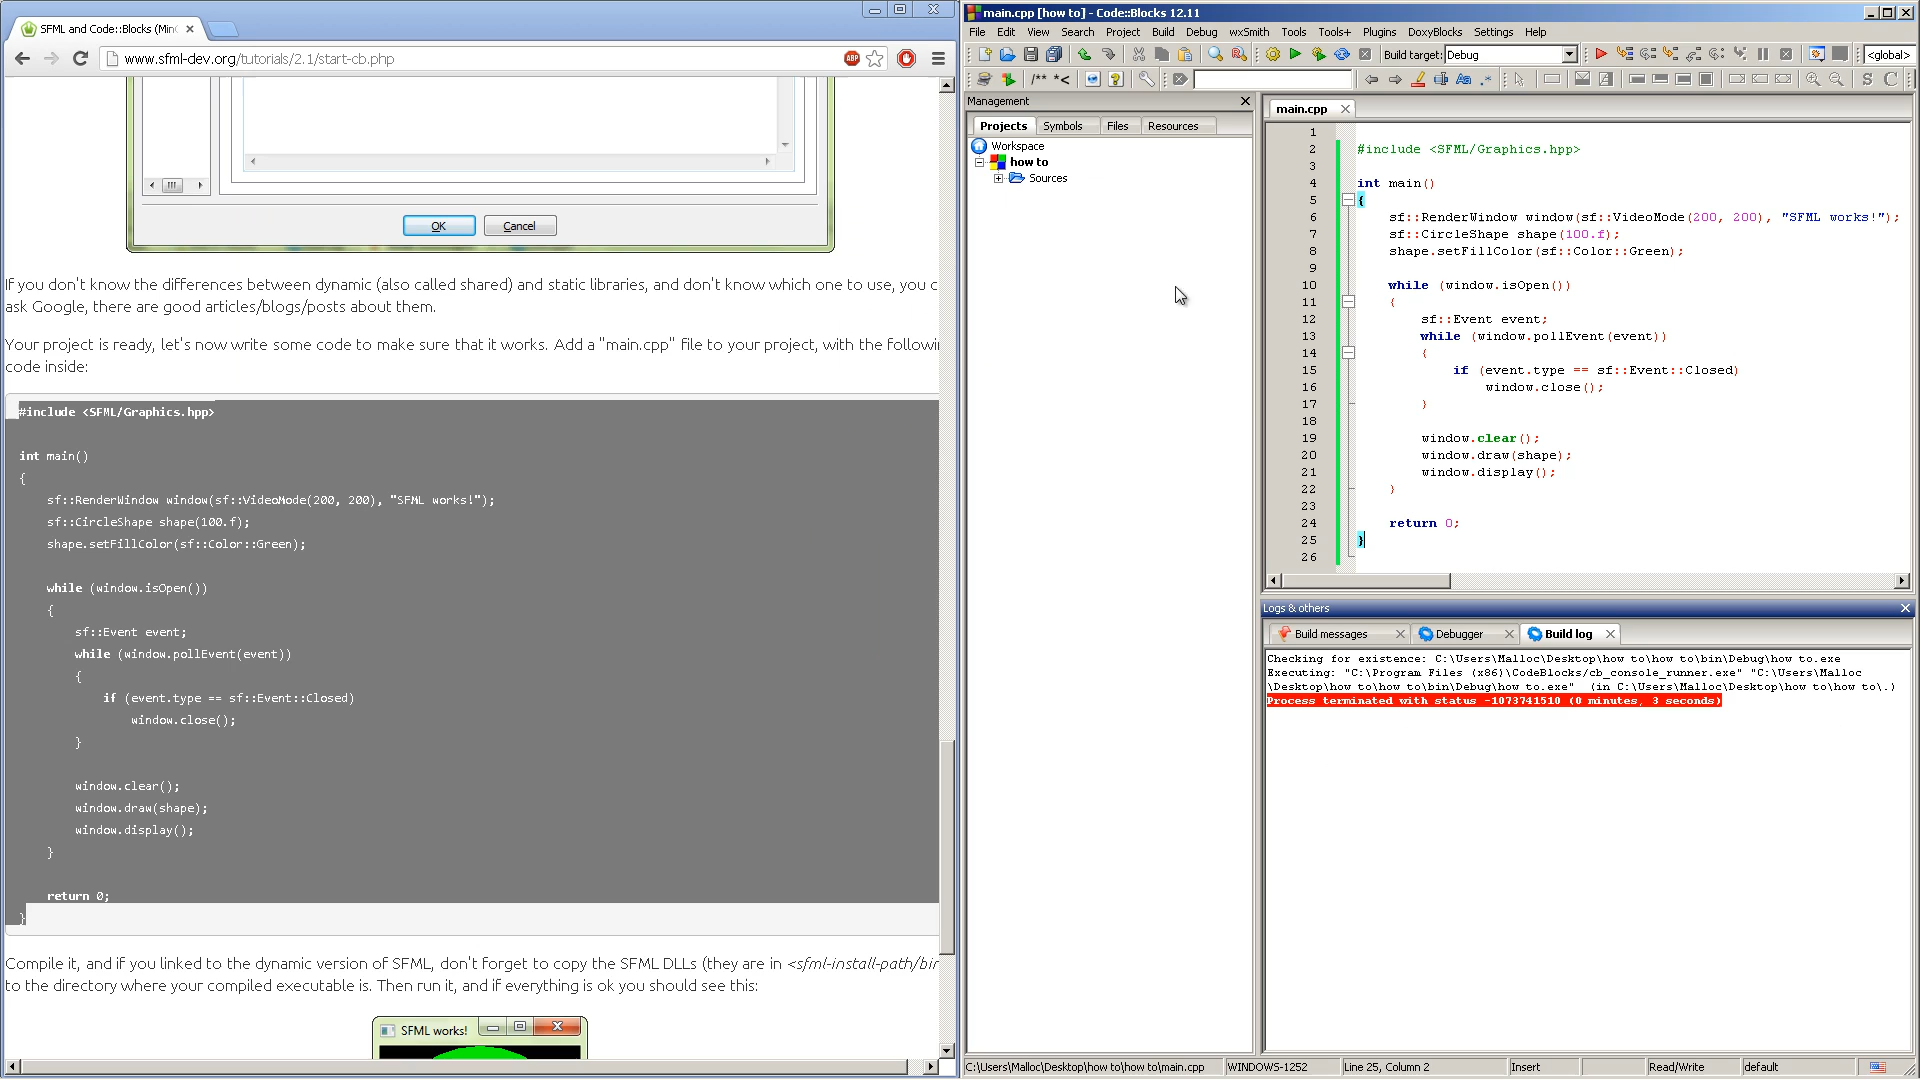 SFML and Code::Blocks (Min
www.sfml-dev.org/tutorials/2.1/start-cb.php
ABP
OK
Cancel
If you don't know the differences between dynamic (also called shared) and static libraries, and don't know which one to use, you c
ask Google, there are good articles/blogs/posts about them.
Your project is ready, let's now write some code to make sure that it works. Add a "main.cpp" file to your project, with the followin
code inside:
#include <SFML/Graphics.hpp>
int main()
{
sf::RenderWindow window(sf::VideoMode(200, 200), "SFML works!");
sf::CircleShape shape(100.f);
shape.setFillColor(sf::Color::Green);
while (window.isOpen())
{
sf::Event event;
while (window.pollEvent(event))
{
if (event.type == sf::Event::Closed)
window.close();
}
window.clear();
window.draw(shape);
window.display();
}
return 0;
}
Compile it, and if you linked to the dynamic version of SFML, don't forget to copy the SFML DLLs (they are in <sfml-install-path/bin
to the directory where your compiled executable is. Then run it, and if everything is ok you should see this:
SFML works!
main.cpp [how to] - Code::Blocks 12.11
File Edit View Search Project Build Debug wxSmith Tools Tools+ Plugins DoxyBlocks Settings Help
Build target: Debug
<global>
/** *<
Aa .*
S C
Management
Projects Symbols Files Resources
Workspace
how to
Sources
main.cpp
1
2 #include <SFML/Graphics.hpp>
3
4 int main()
5 {
6 sf::RenderWindow window(sf::VideoMode(200, 200), "SFML works!");
7 sf::CircleShape shape(100.f);
8 shape.setFillColor(sf::Color::Green);
9
10 while (window.isOpen())
11 {
12 sf::Event event;
13 while (window.pollEvent(event))
14 {
15 if (event.type == sf::Event::Closed)
16 window.close();
17 }
18
19 window.clear();
20 window.draw(shape);
21 window.display();
22 }
23
24 return 0;
25 }
26
Logs & others
Build messages Debugger Build log
Checking for existence: C:\Users\Malloc\Desktop\how to\how to\bin\Debug\how to.exe
Executing: "C:\Program Files (x86)\CodeBlocks/cb_console_runner.exe" "C:\Users\Malloc
\Desktop\how to\how to\bin\Debug\how to.exe"  (in C:\Users\Malloc\Desktop\how to\how to\.)
Process terminated with status -1073741510 (0 minutes, 3 seconds)
C:\Users\Malloc\Desktop\how to\how to\main.cpp WINDOWS-1252 Line 25, Column 2 Insert Read/Write default